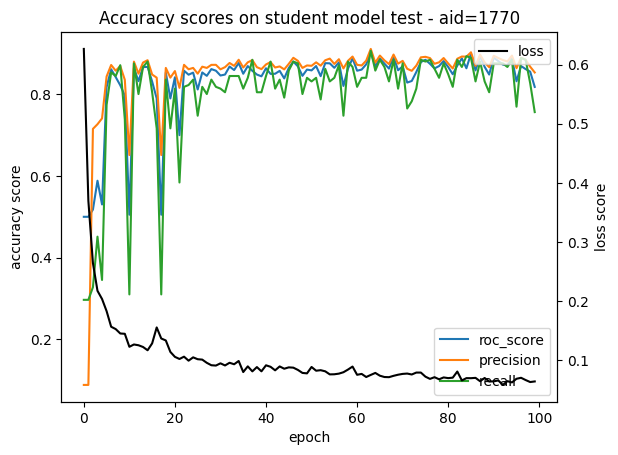 Accuracy scores on student model test - aid=1770
loss
0.8
0.6
0.4
0.2
accuracy score
0.6
0.5
0.4
0.3
0.2
0.1
loss score
roc_score
precision
recall
0
20
40
60
80
100
epoch